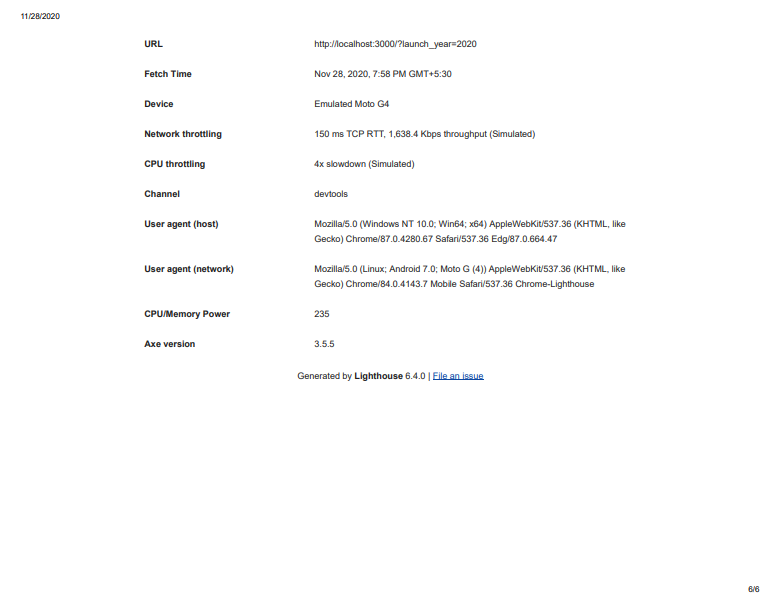 11/28/2020
URL http://localhost:3000/?launch_year=2020
Fetch Time Nov 28, 2020, 7:58 PM GMT+5:30
Device Emulated Moto G4
Network throttling 150 ms TCP RTT, 1,638.4 Kbps throughput (Simulated)
CPU throttling 4x slowdown (Simulated)
Channel devtools
User agent (host) Mozilla/5.0 (Windows NT 10.0; Win64; x64) AppleWebKit/537.36 (KHTML, like
Gecko) Chrome/87.0.4280.67 Safari/537.36 Edg/87.0.664.47
User agent (network) Mozilla/5.0 (Linux; Android 7.0; Moto G (4)) AppleWebKit/537.36 (KHTML, like
Gecko) Chrome/84.0.4143.7 Mobile Safari/537.36 Chrome-Lighthouse
CPU/Memory Power 235
Axe version 3.5.5
Generated by Lighthouse 6.4.0 | File an issue
6/6